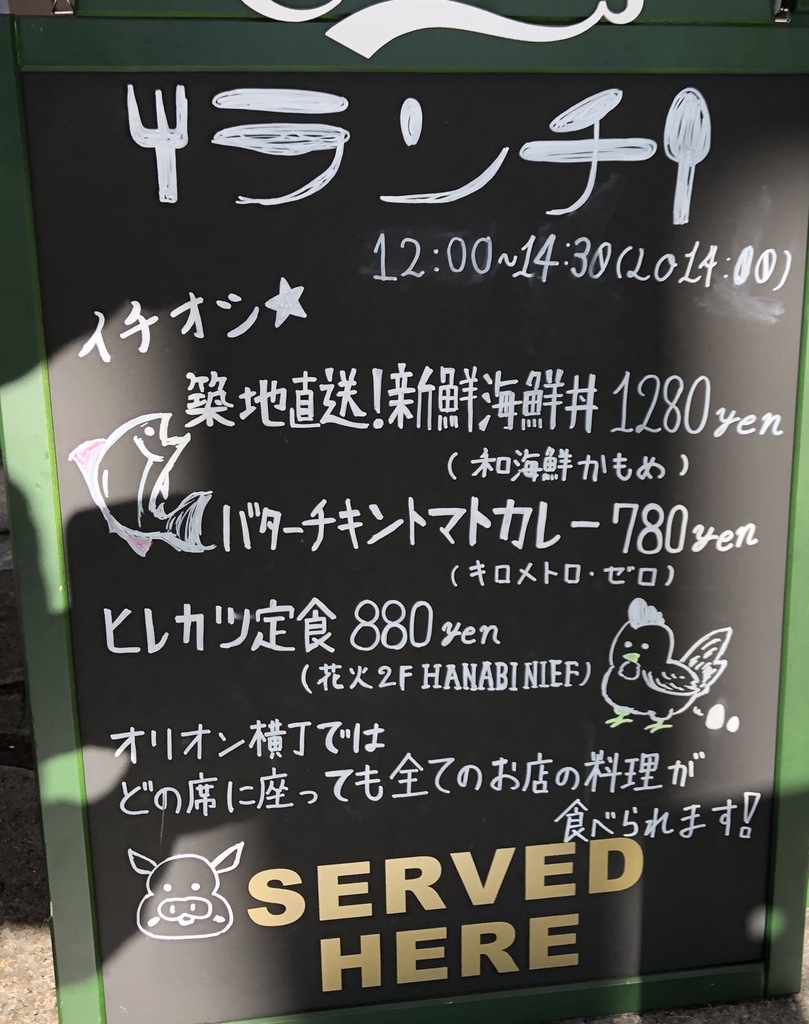 ランチ
12:00~14:30(LO14:00)
イチオシ★
築地直送!新鮮海鮮丼 1280yen
(和海鮮かもめ)
バターチキントマトカレー 780yen
(キロメトロ・ゼロ)
ヒレカツ定食 880yen
(花火2F HANABI NIEF)
オリオン横丁では
どの席に座っても全てのお店の料理が
食べられます!
SERVED
HERE